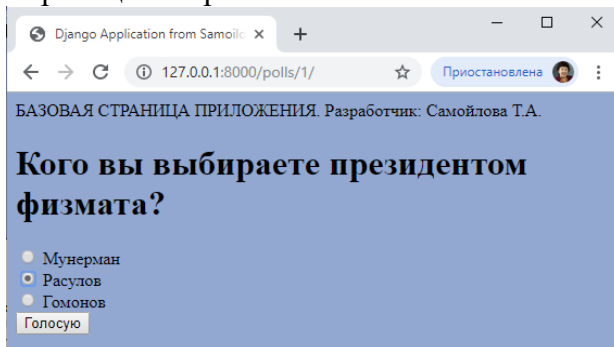 Django Application from Samoilo
127.0.0.1:8000/polls/1/
Приостановлена
БАЗОВАЯ СТРАНИЦА ПРИЛОЖЕНИЯ. Разработчик: Самойлова Т.А.
Кого вы выбираете президентом
физмата?
Мунерман
Расулов
Гомонов
Голосую